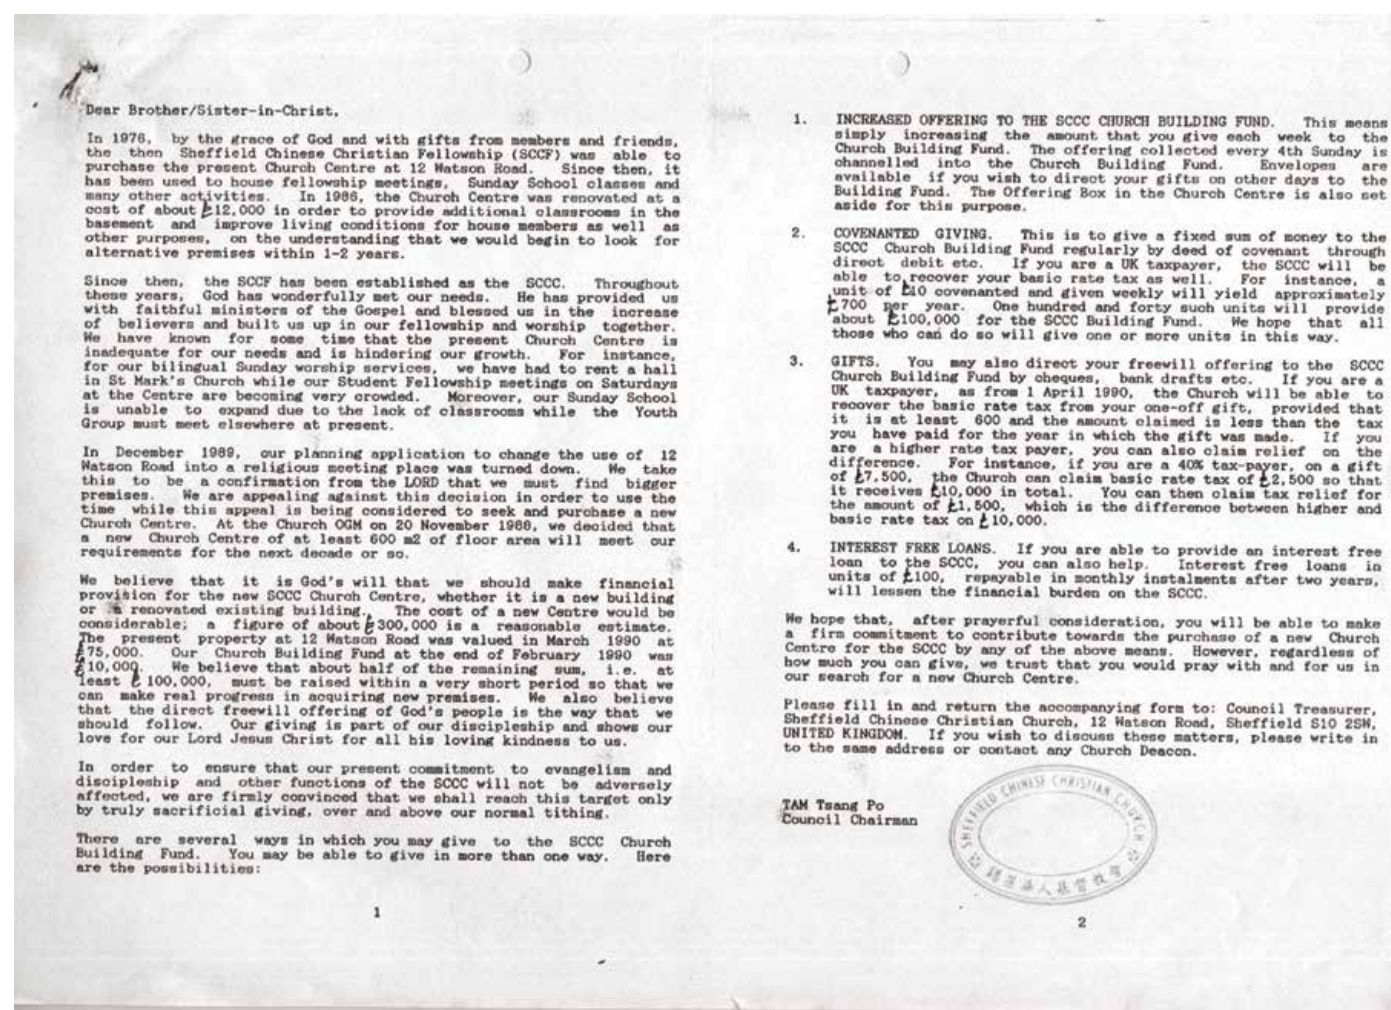 Dear Brother/Sister-in-Christ,
In 1976, by the grace of God and with gifts from members and friends,
the then Sheffield Chinese Christian Fellowship (SCCF) was able to
purchase the present Church Centre at 12 Watson Road. Since then, it
has been used to house fellowship meetings, Sunday School classes and
many other activities. In 1986, the Church Centre was renovated at a
cost of about £12,000 in order to provide additional classrooms in the
basement and improve living conditions for house members as well as
other purposes, on the understanding that we would begin to look for
alternative premises within 1-2 years.
Since then, the SCCF has been established as the SCCC. Throughout
these years, God has wonderfully met our needs. He has provided us
with faithful ministers of the Gospel and blessed us in the increase
of believers and built us up in our fellowship and worship together.
We have known for some time that the present Church Centre is
inadequate for our needs and is hindering our growth. For instance,
for our bilingual Sunday worship services, we have had to rent a hall
in St Mark's Church while our Student Fellowship meetings on Saturdays
at the Centre are becoming very crowded. Moreover, our Sunday School
is unable to expand due to the lack of classrooms while the Youth
Group must meet elsewhere at present.
In December 1989, our planning application to change the use of 12
Watson Road into a religious meeting place was turned down. We take
this to be a confirmation from the LORD that we must find bigger
premises. We are appealing against this decision in order to use the
time while this appeal is being considered to seek and purchase a new
Church Centre. At the Church OGM on 20 November 1988, we decided that
a new Church Centre of at least 600 m2 of floor area will meet our
requirements for the next decade or so.
We believe that it is God's will that we should make financial
provision for the new SCCC Church Centre, whether it is a new building
or a renovated existing building. The cost of a new Centre would be
considerable; a figure of about £300,000 is a reasonable estimate.
The present property at 12 Watson Road was valued in March 1990 at
£75,000. Our Church Building Fund at the end of February 1990 was
£10,000. We believe that about half of the remaining sum, i.e. at
least £100,000, must be raised within a very short period so that we
can make real progress in acquiring new premises. We also believe
that the direct freewill offering of God's people is the way that we
should follow. Our giving is part of our discipleship and shows our
love for our Lord Jesus Christ for all his loving kindness to us.
In order to ensure that our present commitment to evangelism and
discipleship and other functions of the SCCC will not be adversely
affected, we are firmly convinced that we shall reach this target only
by truly sacrificial giving, over and above our normal tithing.
There are several ways in which you may give to the SCCC Church
Building Fund. You may be able to give in more than one way. Here
are the possibilities:
1
1. INCREASED OFFERING TO THE SCCC CHURCH BUILDING FUND. This means
simply increasing the amount that you give each week to the
Church Building Fund. The offering collected every 4th Sunday is
channelled into the Church Building Fund. Envelopes are
available if you wish to direct your gifts on other days to the
Building Fund. The Offering Box in the Church Centre is also set
aside for this purpose.
2. COVENANTED GIVING. This is to give a fixed sum of money to the
SCCC Church Building Fund regularly by deed of covenant through
direct debit etc. If you are a UK taxpayer, the SCCC will be
able to recover your basic rate tax as well. For instance, a
unit of £10 covenanted and given weekly will yield approximately
£700 per year. One hundred and forty such units will provide
about £100,000 for the SCCC Building Fund. We hope that all
those who can do so will give one or more units in this way.
3. GIFTS. You may also direct your freewill offering to the SCCC
Church Building Fund by cheques, bank drafts etc. If you are a
UK taxpayer, as from 1 April 1990, the Church will be able to
recover the basic rate tax from your one-off gift, provided that
it is at least 600 and the amount claimed is less than the tax
you have paid for the year in which the gift was made. If you
are a higher rate tax payer, you can also claim relief on the
difference. For instance, if you are a 40% tax-payer, on a gift
of £7,500, the Church can claim basic rate tax of £2,500 so that
it receives £10,000 in total. You can then claim tax relief for
the amount of £1,500, which is the difference between higher and
basic rate tax on £10,000.
4. INTEREST FREE LOANS. If you are able to provide an interest free
loan to the SCCC, you can also help. Interest free loans in
units of £100, repayable in monthly instalments after two years,
will lessen the financial burden on the SCCC.
We hope that, after prayerful consideration, you will be able to make
a firm commitment to contribute towards the purchase of a new Church
Centre for the SCCC by any of the above means. However, regardless of
how much you can give, we trust that you would pray with and for us in
our search for a new Church Centre.
Please fill in and return the accompanying form to: Council Treasurer,
Sheffield Chinese Christian Church, 12 Watson Road, Sheffield S10 2SW,
UNITED KINGDOM. If you wish to discuss these matters, please write in
to the same address or contact any Church Deacon.
TAM Tsang Po
Council Chairman
SHEFFIELD CHINESE CHRISTIAN CHURCH
人基督教會
2